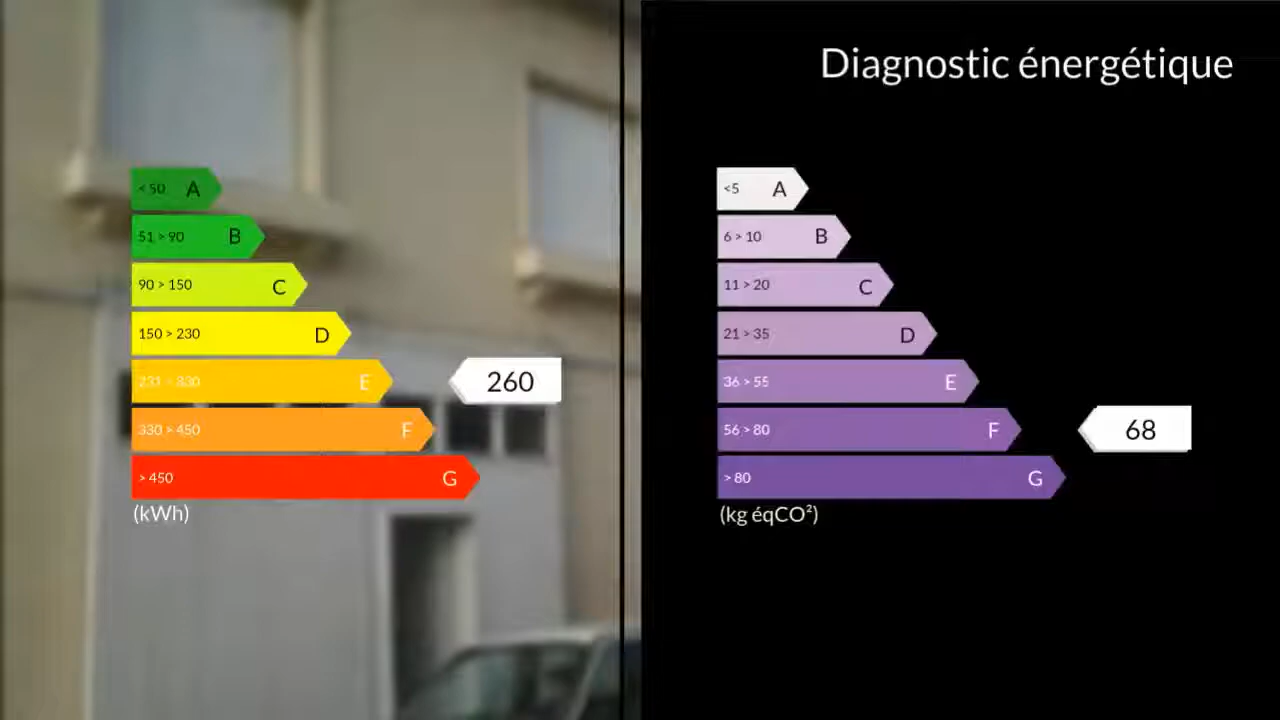 Diagnostic énergétique
< 50 A
51 > 90 B
90 > 150 C
150 > 230 D
231 > 330 E
260
330 > 450 F
> 450 G
(kWh)
<5 A
6 > 10 B
11 > 20 C
21 > 35 D
36 > 55 E
56 > 80 F
68
> 80 G
(kg éqCO²)